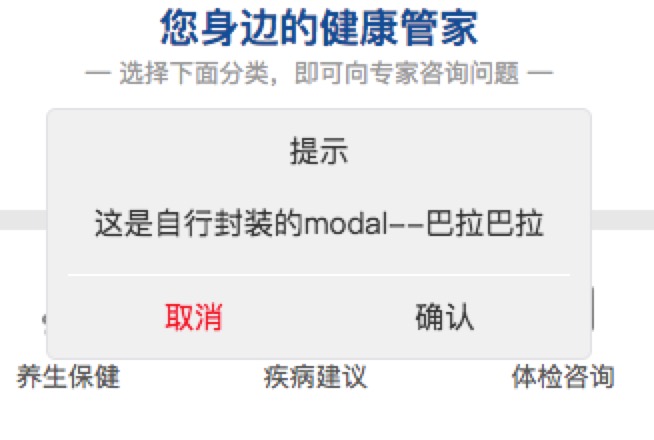 您身边的健康管家
— 选择下面分类，即可向专家咨询问题 —
提示
这是自行封装的modal--巴拉巴拉
取消 确认
养生保健 疾病建议 体检咨询